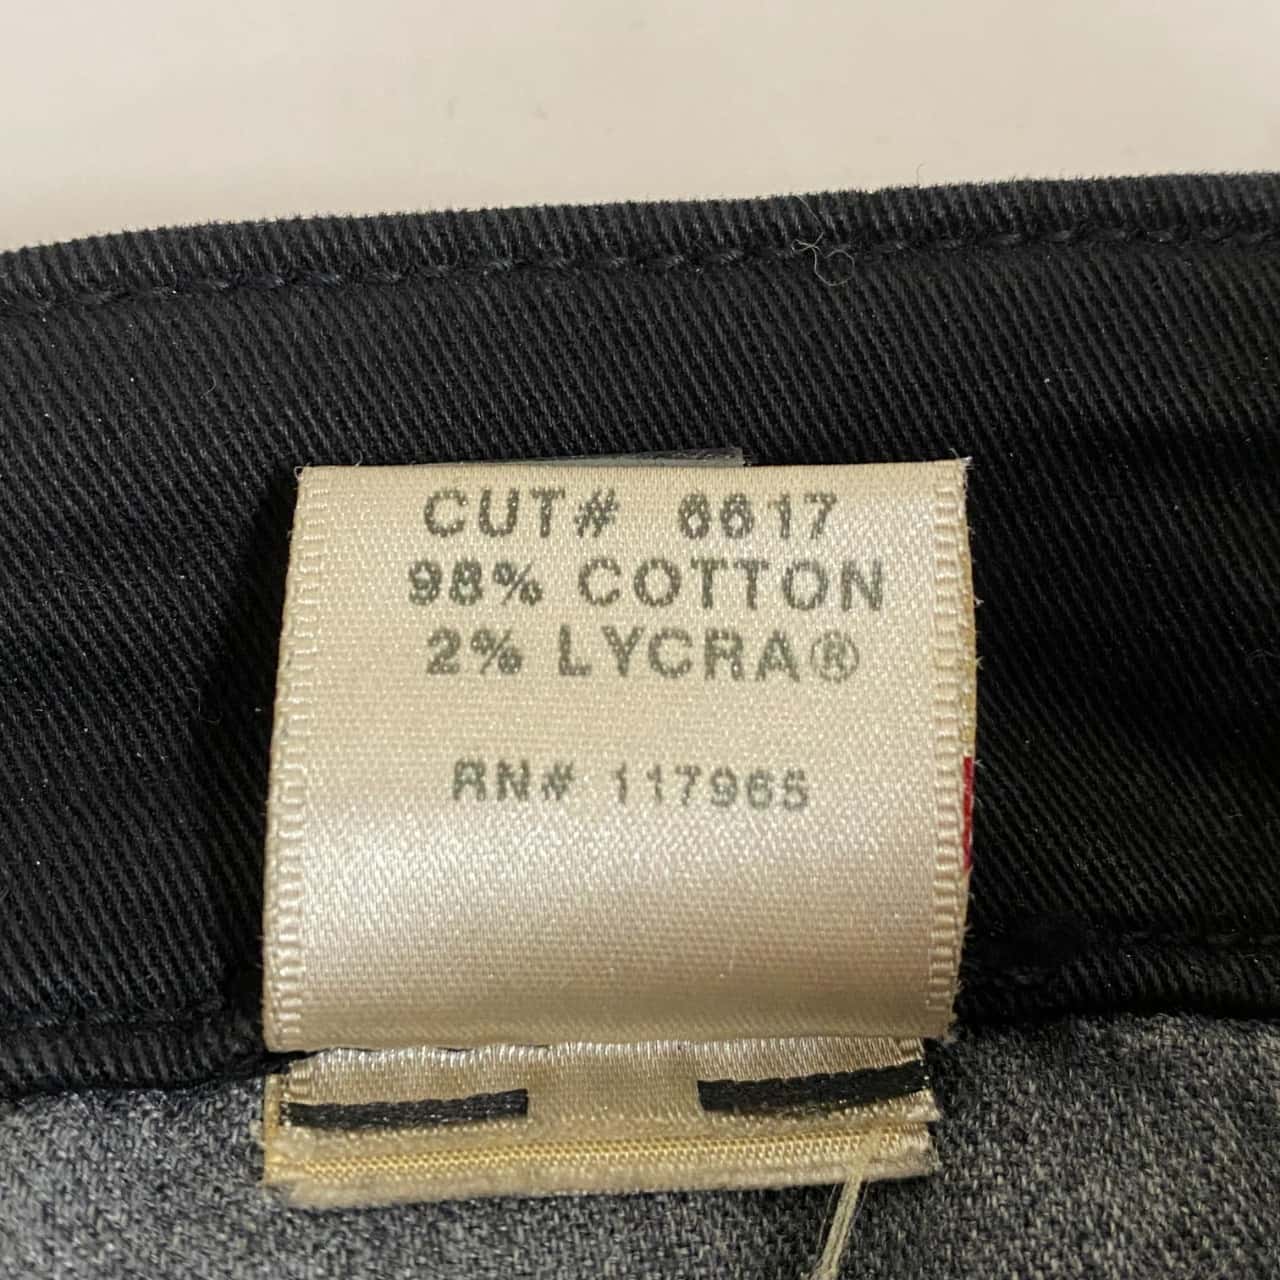 CUT# 6617
98% COTTON
2% LYCRA®
RN# 117965